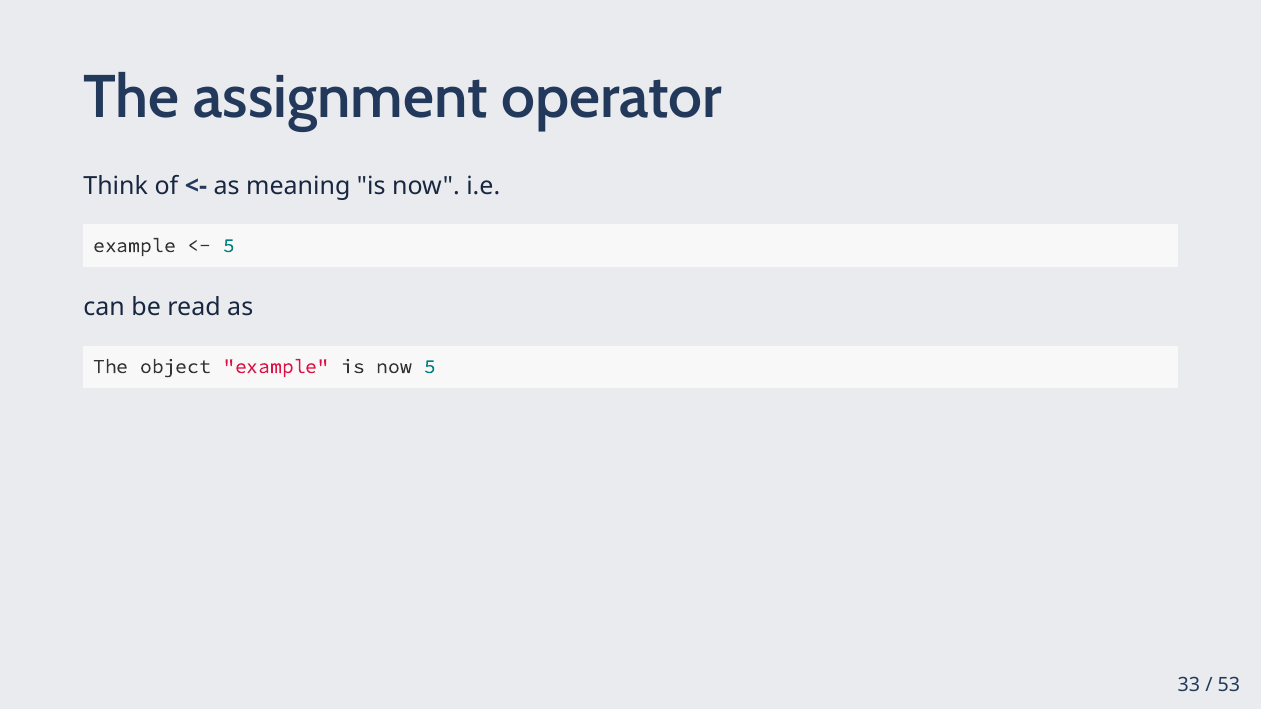 The assignment operator
Think of <- as meaning "is now". i.e.
example <- 5
can be read as
The object "example" is now 5
33 / 53